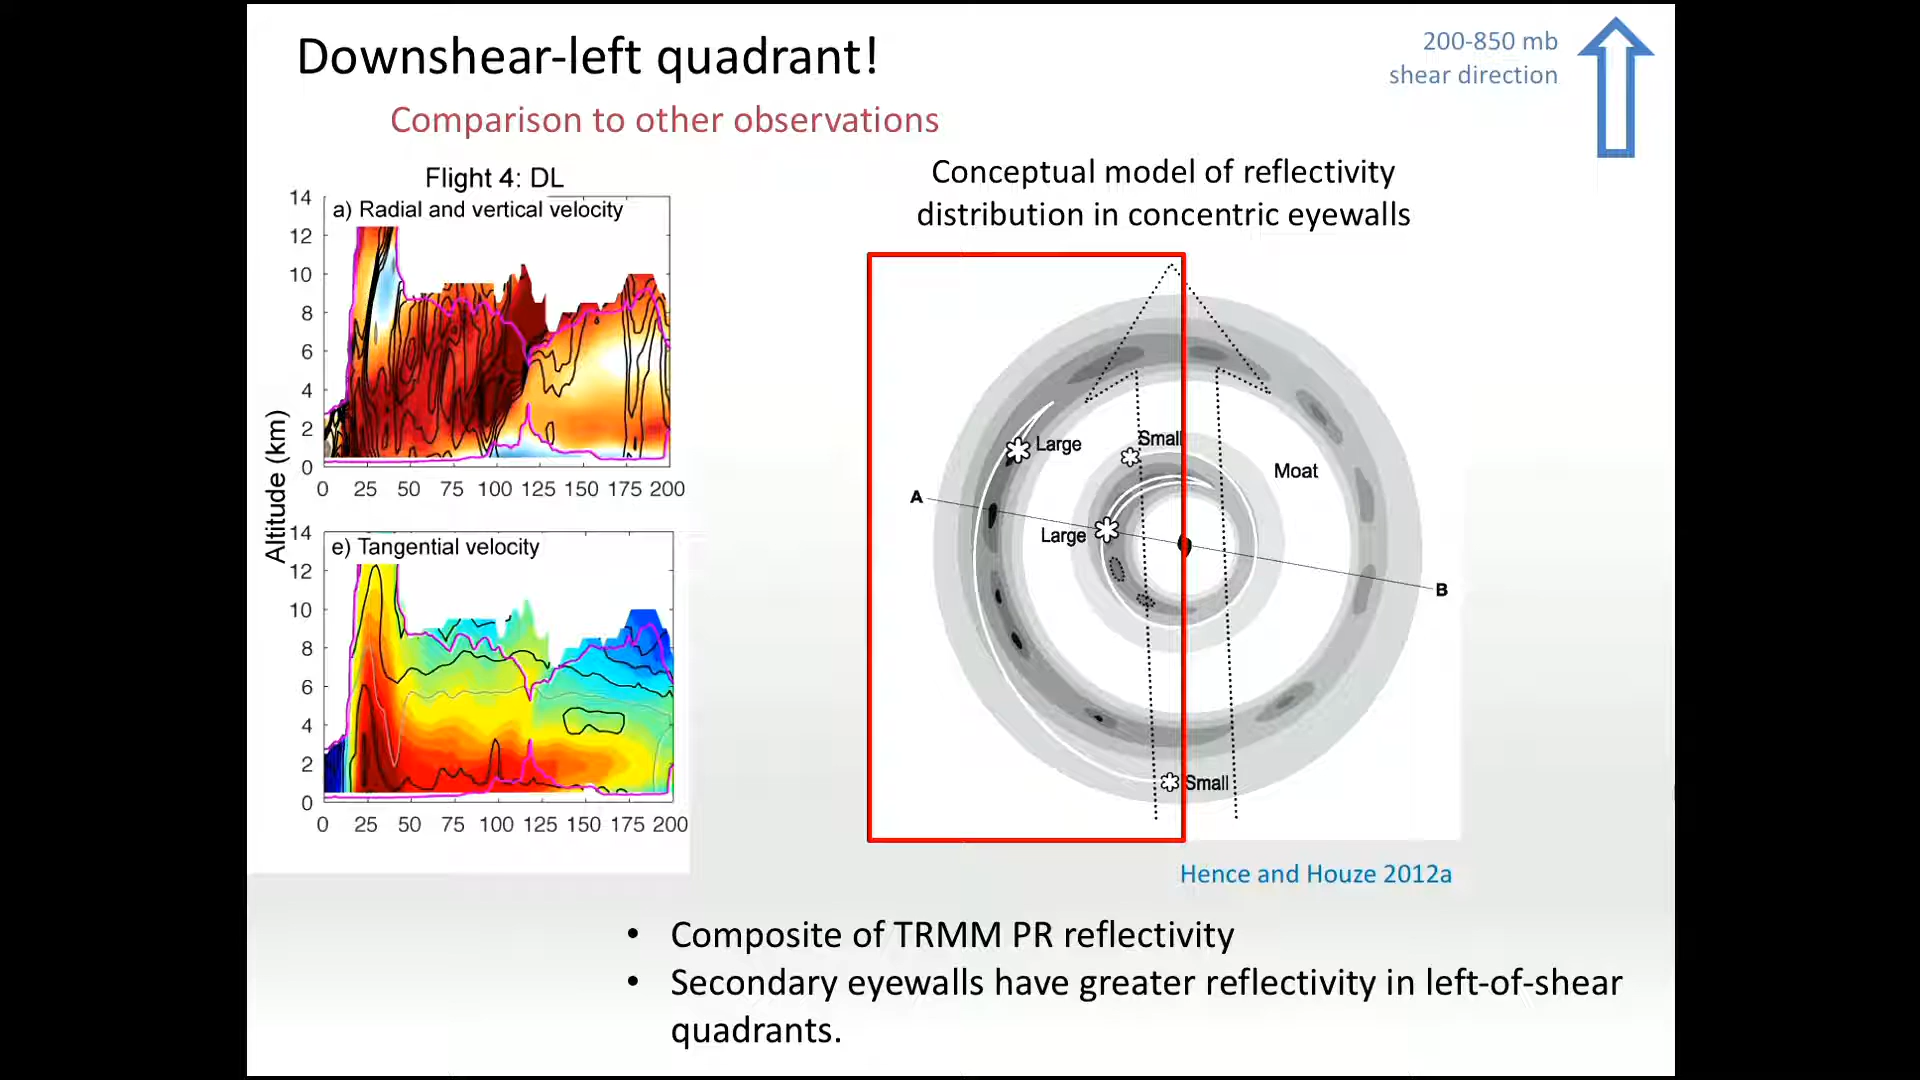 Downshear-left quadrant!
Comparison to other observations
200-850 mb
shear direction
Flight 4: DL
a) Radial and vertical velocity
14
12
10
8
6
4
2
0
0 25 50 75 100 125 150 175 200
Altitude (km)
e) Tangential velocity
14
12
10
8
6
4
2
0
0 25 50 75 100 125 150 175 200
Conceptual model of reflectivity
distribution in concentric eyewalls
Large
Small
Moat
A
Large
B
Small
Hence and Houze 2012a
• Composite of TRMM PR reflectivity
• Secondary eyewalls have greater reflectivity in left-of-shear
quadrants.